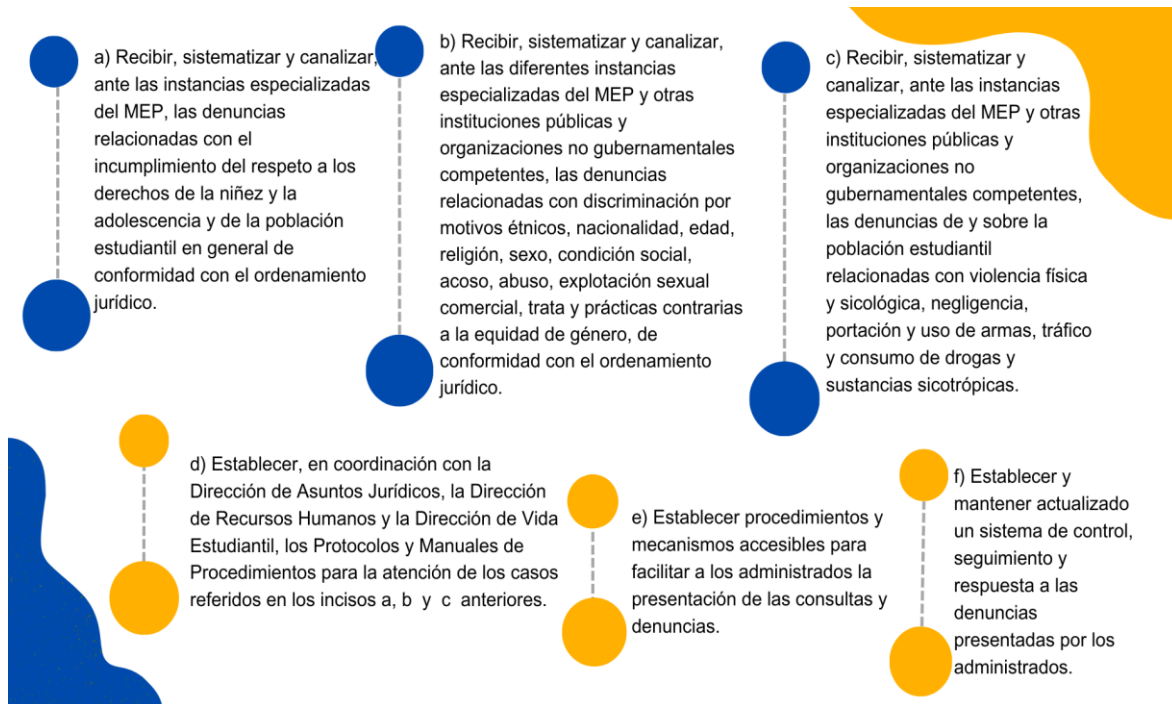 a) Recibir, sistematizar y canalizar,
ante las instancias especializadas
del MEP, las denuncias
relacionadas con el
incumplimiento del respeto a los
derechos de la niñez y la
adolescencia y de la población
estudiantil en general de
conformidad con el ordenamiento
jurídico.
b) Recibir, sistematizar y canalizar,
ante las diferentes instancias
especializadas del MEP y otras
instituciones públicas y
organizaciones no gubernamentales
competentes, las denuncias
relacionadas con discriminación por
motivos étnicos, nacionalidad, edad,
religión, sexo, condición social,
acoso, abuso, explotación sexual
comercial, trata y prácticas contrarias
a la equidad de género, de
conformidad con el ordenamiento
jurídico.
c) Recibir, sistematizar y
canalizar, ante las instancias
especializadas del MEP y otras
instituciones públicas y
organizaciones no
gubernamentales competentes,
las denuncias de y sobre la
población estudiantil
relacionadas con violencia física
y sicológica, negligencia,
portación y uso de armas, tráfico
y consumo de drogas y
sustancias sicotrópicas.
d) Establecer, en coordinación con la
Dirección de Asuntos Jurídicos, la Dirección
de Recursos Humanos y la Dirección de Vida
Estudiantil, los Protocolos y Manuales de
Procedimientos para la atención de los casos
referidos en los incisos a, b y c anteriores.
e) Establecer procedimientos y
mecanismos accesibles para
facilitar a los administrados la
presentación de las consultas y
denuncias.
f) Establecer y
mantener actualizado
un sistema de control,
seguimiento y
respuesta a las
denuncias
presentadas por los
administrados.